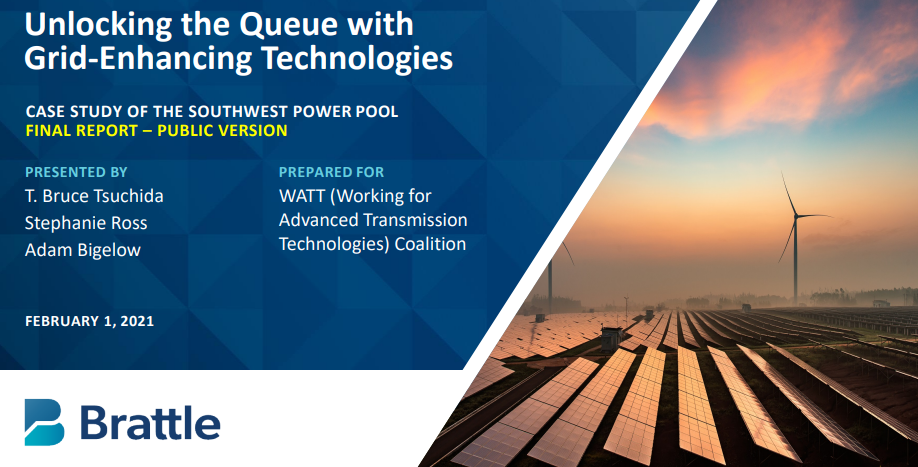 Unlocking the Queue with
Grid-Enhancing Technologies
CASE STUDY OF THE SOUTHWEST POWER POOL
FINAL REPORT – PUBLIC VERSION
PRESENTED BY
T. Bruce Tsuchida
Stephanie Ross
Adam Bigelow
PREPARED FOR
WATT (Working for
Advanced Transmission
Technologies) Coalition
FEBRUARY 1, 2021
Brattle